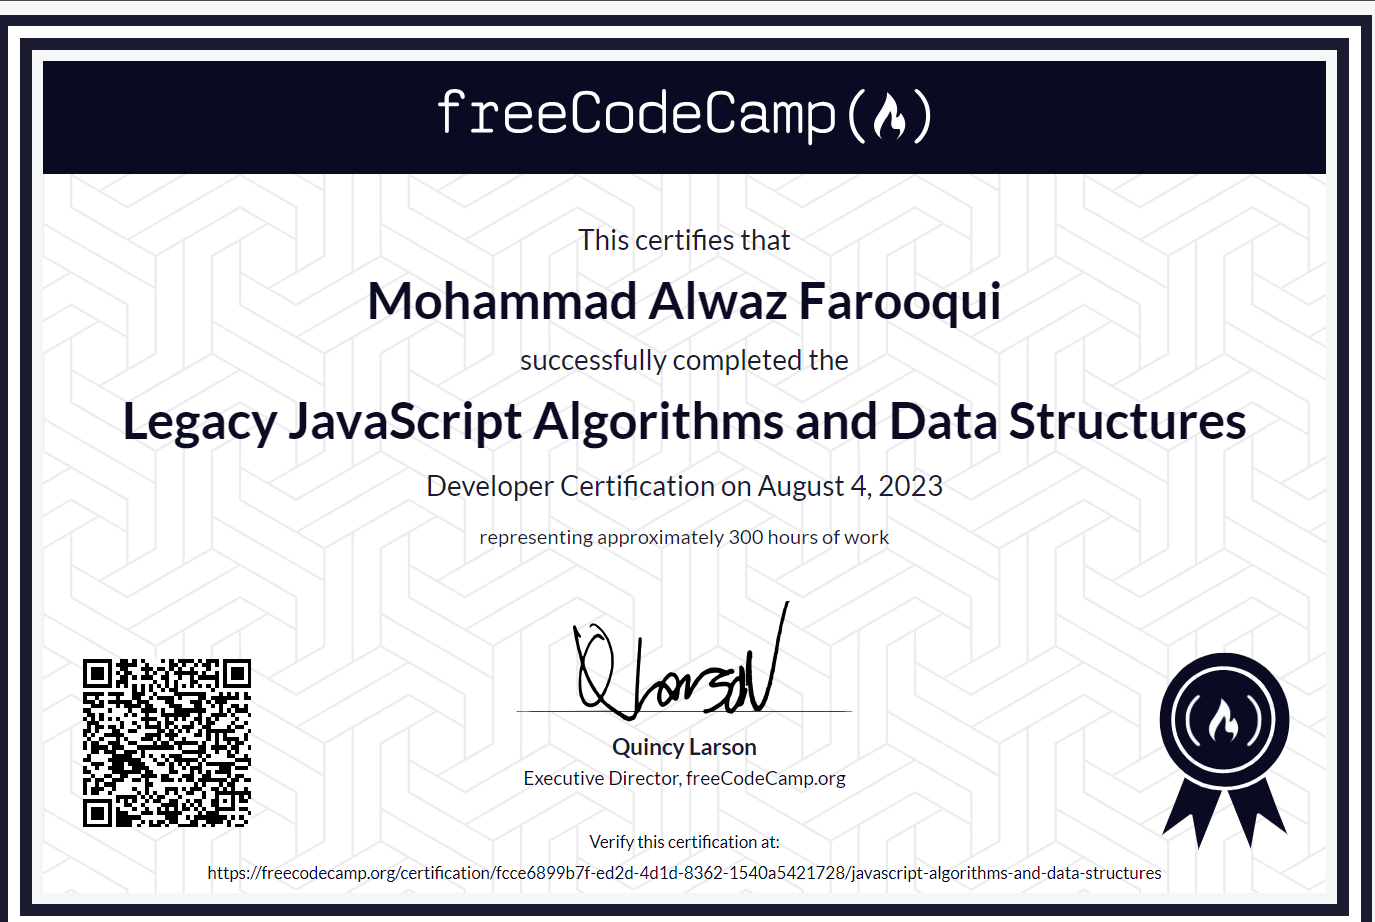 freeCodeCamp
This certifies that
Mohammad Alwaz Farooqui
successfully completed the
Legacy JavaScript Algorithms and Data Structures
Developer Certification on August 4, 2023
representing approximately 300 hours of work
Quincy Larson
Executive Director, freeCodeCamp.org
Verify this certification at:
https://freecodecamp.org/certification/fcce6899b7f-ed2d-4d1d-8362-1540a5421728/javascript-algorithms-and-data-structures